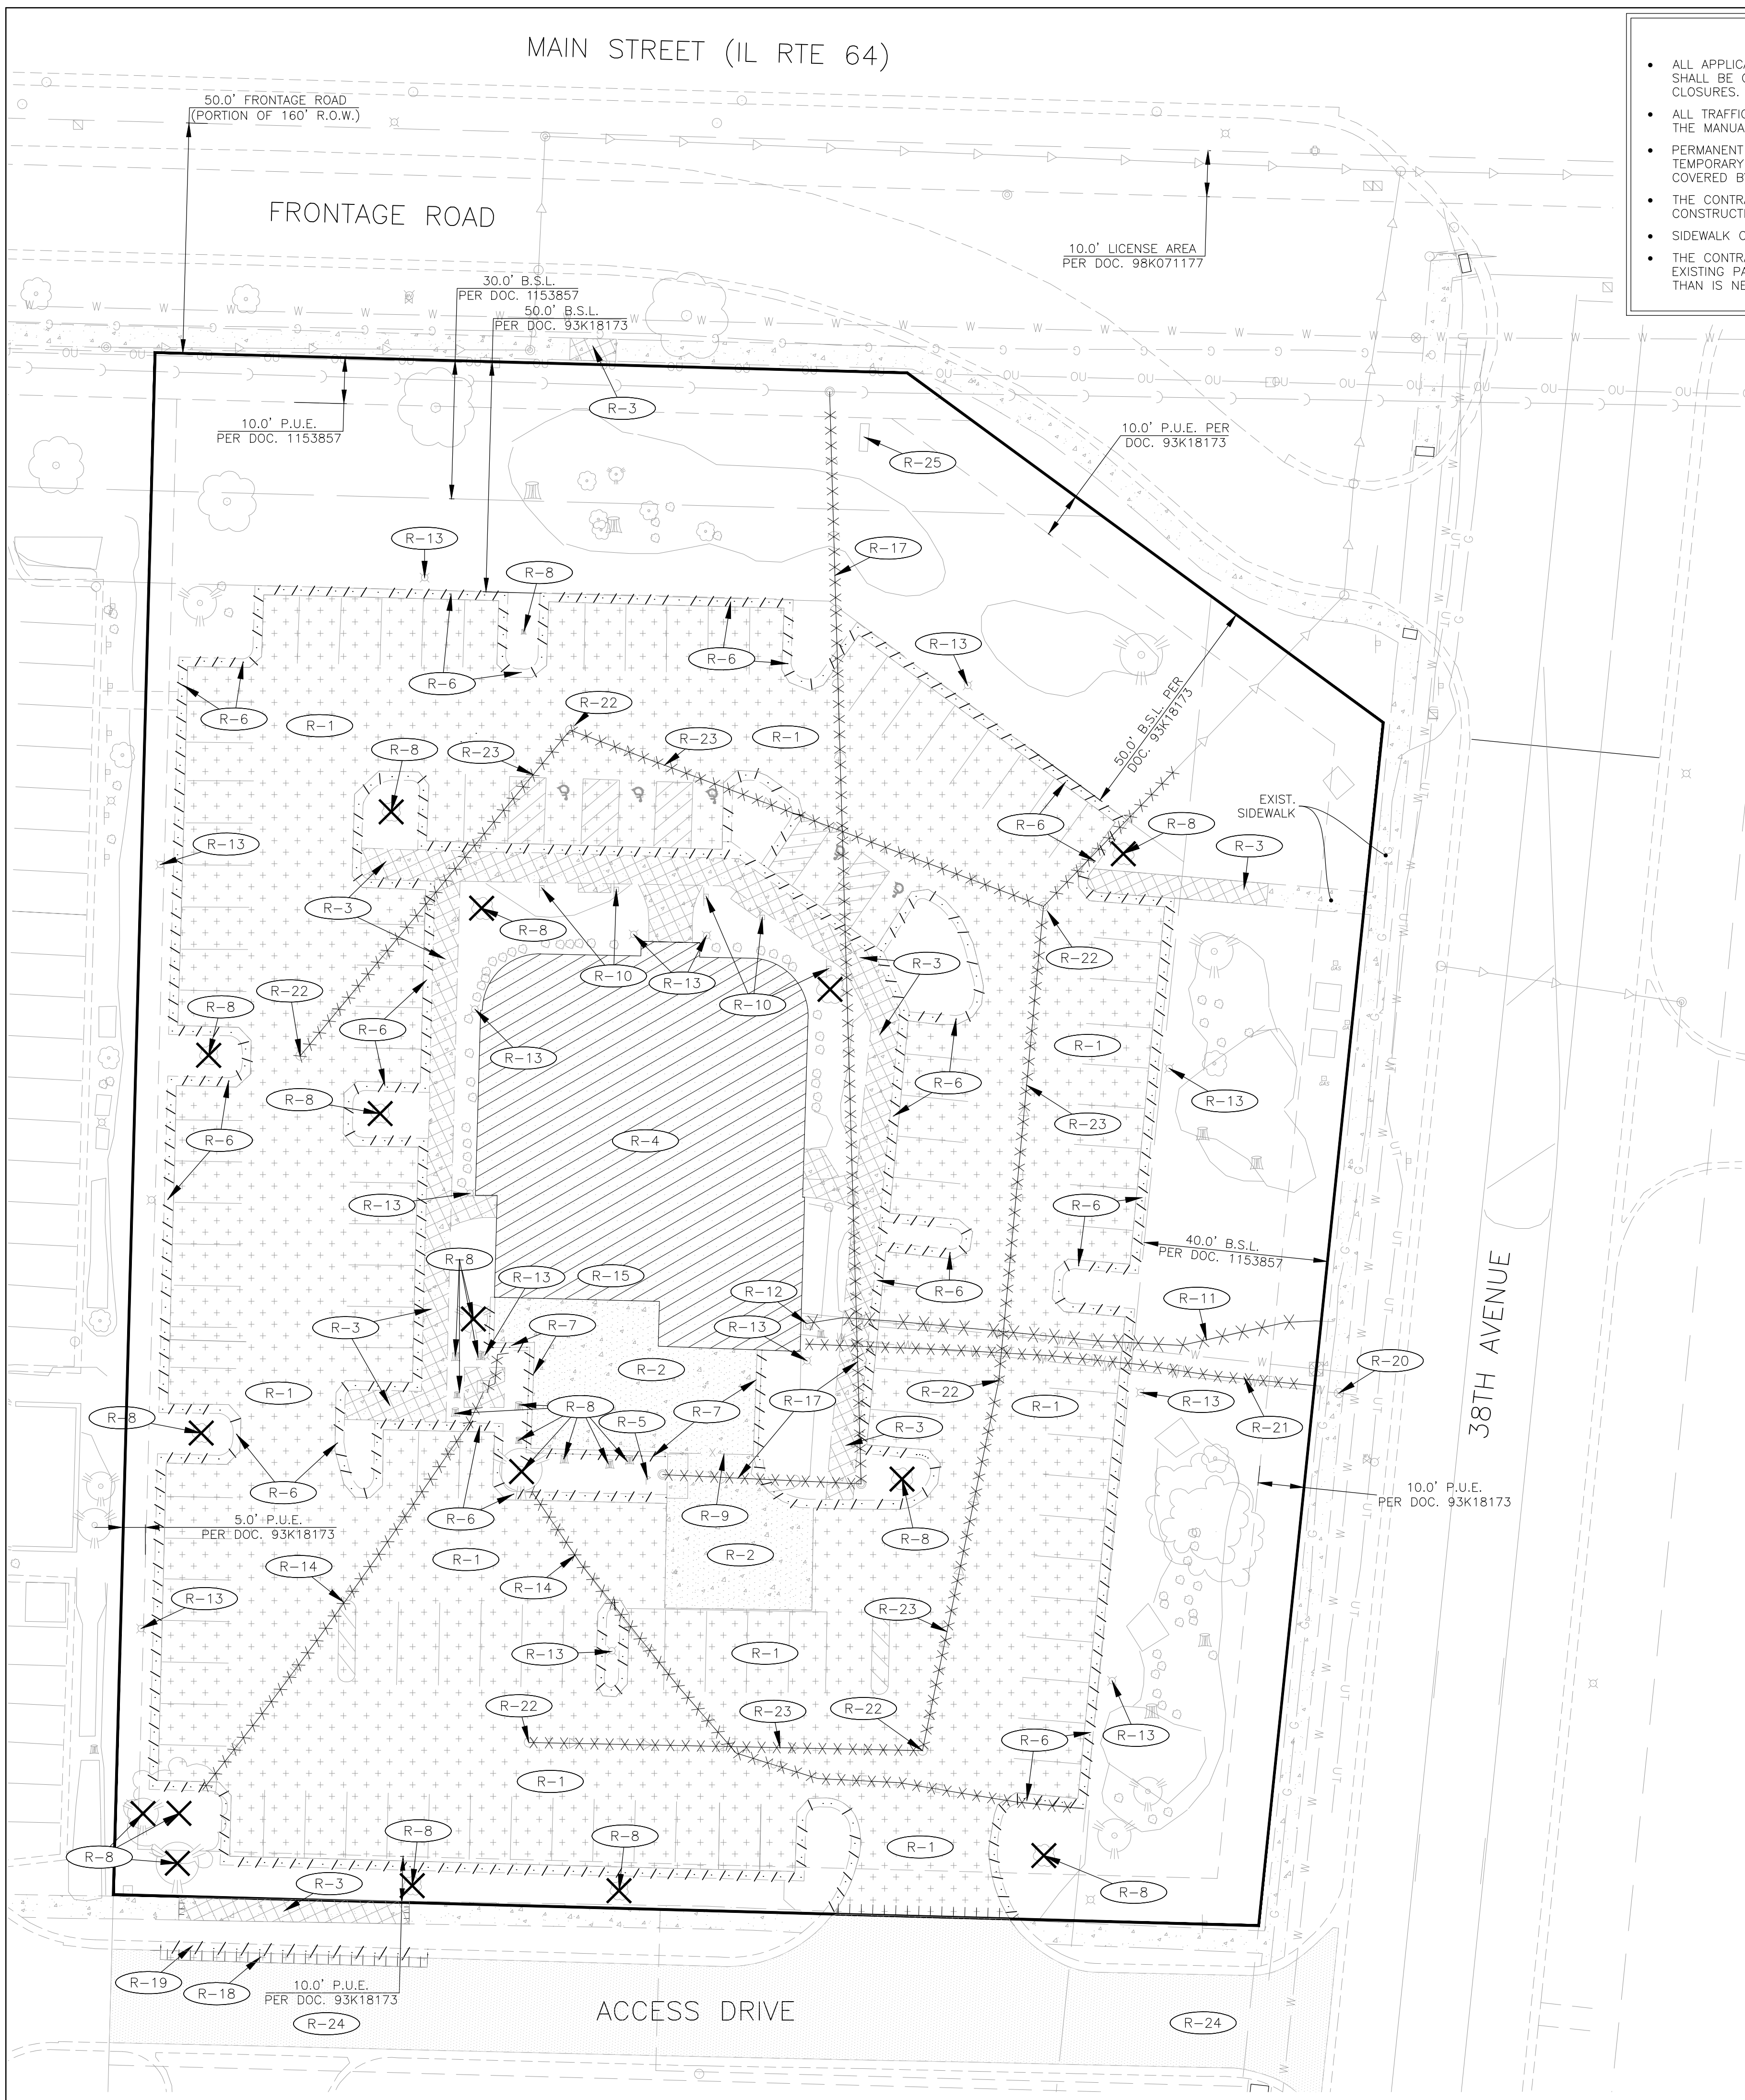 MAIN STREET (IL RTE 64)
• ALL APPLICA
SHALL BE
CLOSURES.
• ALL TRAFFI
THE MANUA
• PERMANENT
TEMPORARY
COVERED B
• THE CONTRA
CONSTRUCTI
• SIDEWALK
• THE CONTRA
EXISTING PA
THAN IS NE
50.0' FRONTAGE ROAD
(PORTION OF 160' R.O.W.)
FRONTAGE ROAD
10.0' LICENSE AREA
PER DOC. 98K071177
30.0' B.S.L.
PER DOC. 1153857
50.0' B.S.L.
PER DOC. 93K18173
R-3
10.0' P.U.E.
PER DOC. 1153857
10.0' P.U.E. PER
DOC. 93K18173
R-25
R-13
R-17
R-8
R-13
R-6
R-6
R-6
R-1
R-22
R-23
R-1
R-8
R-23
50.0' B.S.L. PER
DOC. 93K18173
EXIST.
SIDEWALK
R-6
R-8
R-13
R-3
R-3
R-8
R-22
R-3
R-10
R-13
R-10
R-22
R-8
R-6
R-13
R-1
R-6
R-8
R-13
R-23
R-6
R-4
R-13
R-6
40.0' B.S.L.
PER DOC. 1153857
R-8
R-13
R-15
R-12
R-6
R-11
R-3
R-7
R-13
R-2
R-20
R-1
R-22
R-1
R-13
R-8
R-8
R-5
R-7
R-17
R-3
R-21
38TH AVENUE
R-6
R-6
R-9
R-8
10.0' P.U.E.
PER DOC. 93K18173
5.0' P.U.E.
PER DOC. 93K18173
R-1
R-2
R-14
R-14
R-13
R-23
R-13
R-1
R-22
R-23
R-22
R-6
R-13
R-1
R-8
R-8
R-8
R-1
R-3
R-8
R-19
R-18
10.0' P.U.E.
PER DOC. 93K18173
ACCESS DRIVE
R-24
R-24